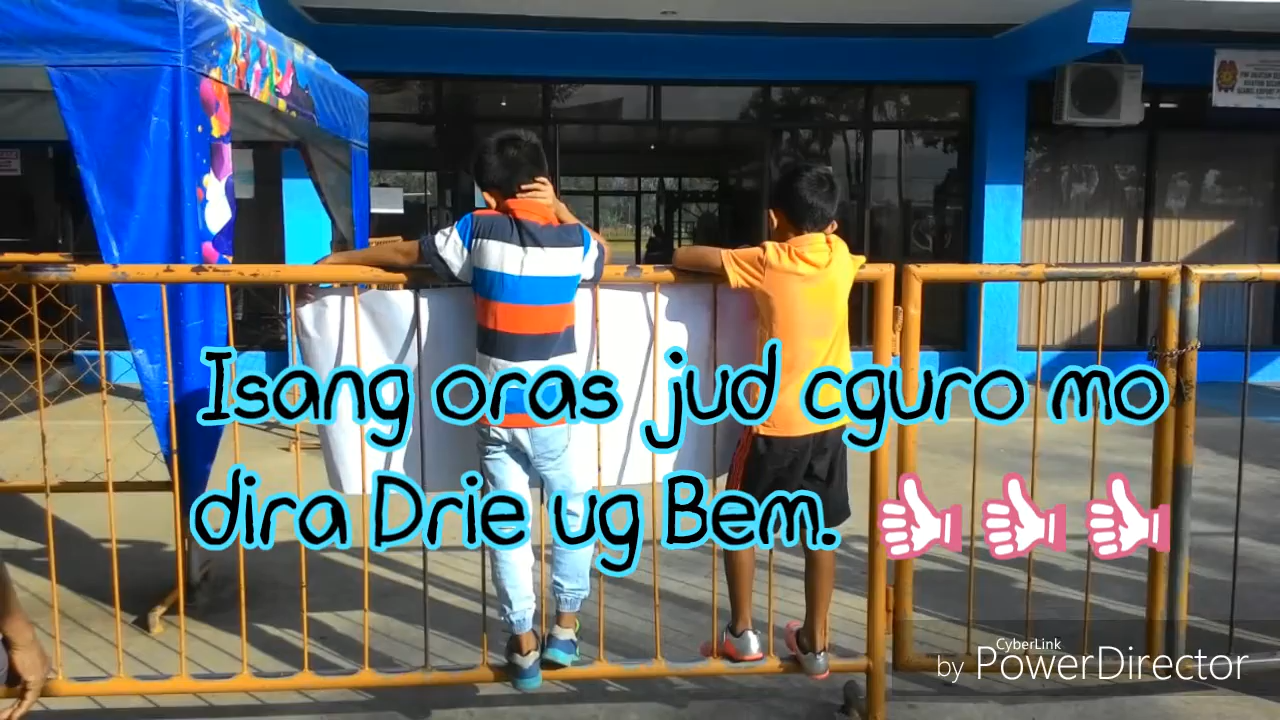 Isang oras jud cguro mo
dira Drie ug Bem.
CyberLink
by PowerDirector